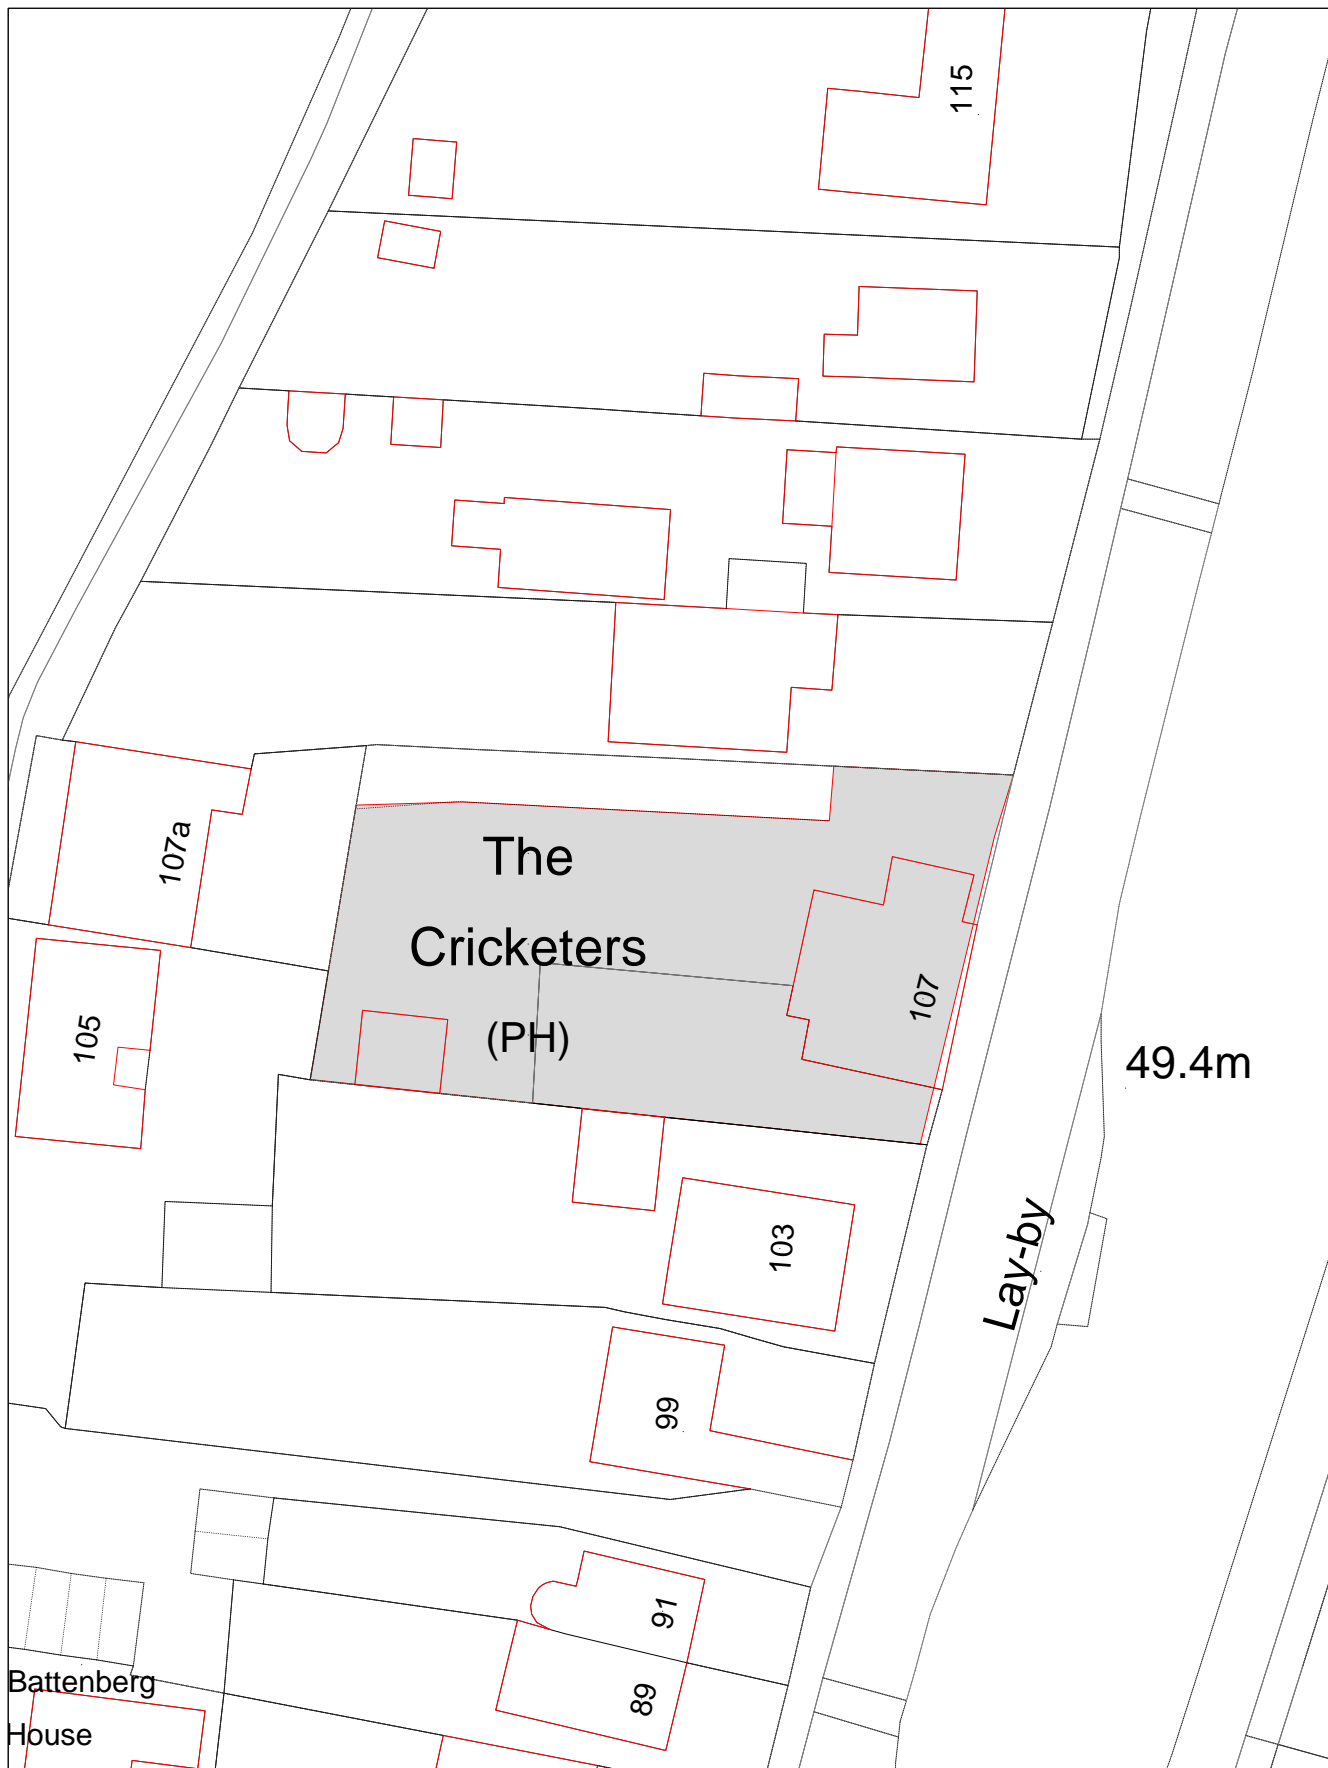 115
The
107a
Cricketers
107
105
(PH)
49.4m
103
Lay-by
99
91
Battenberg
House
89